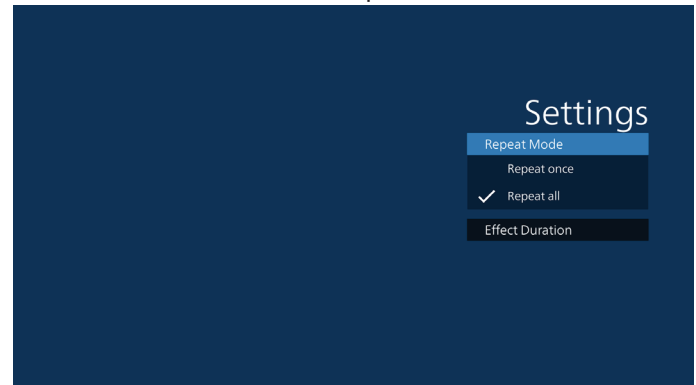 Settings
Repeat Mode
Repeat once
Repeat all
Effect Duration